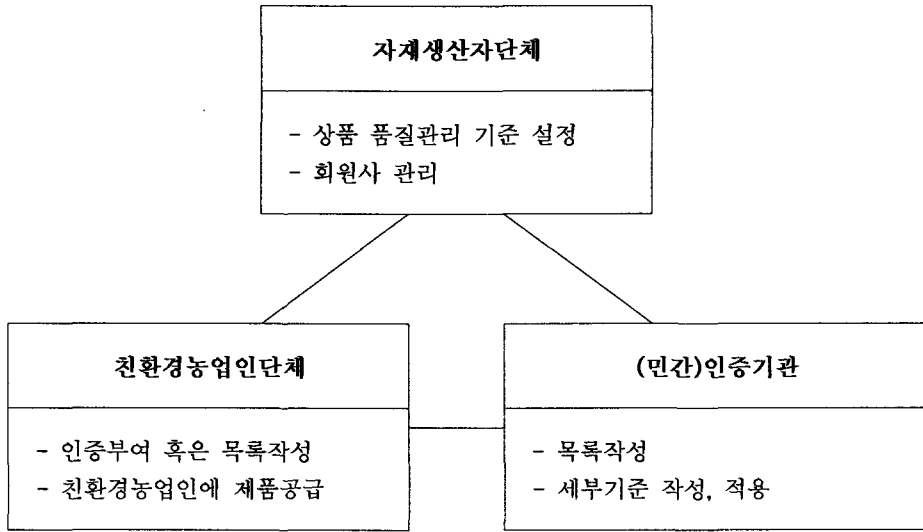 자재생산자단체
- 상품 품질관리 기준 설정
- 회원사 관리
친환경농업인단체
- 인증부여 혹은 목록작성
- 친환경농업인에 제품공급
(민간)인증기관
- 목록작성
- 세부기준 작성, 적용